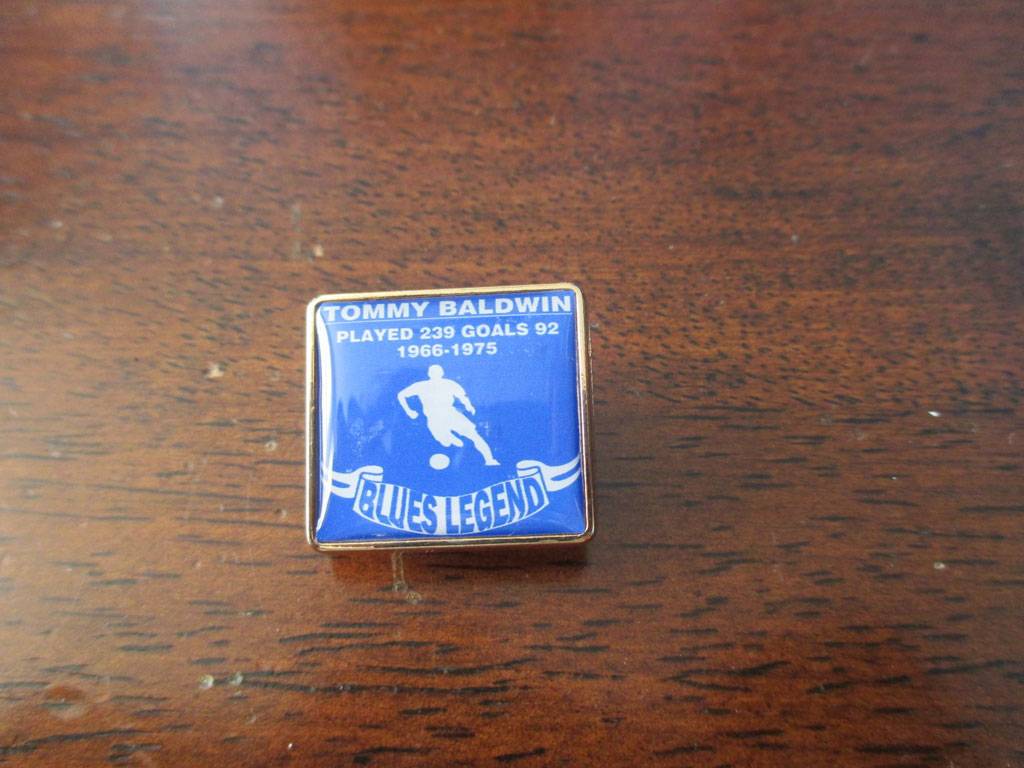 TOMMY BALDWIN
PLAYED 239 GOALS 92
1966-1975
BLUES LEGEND